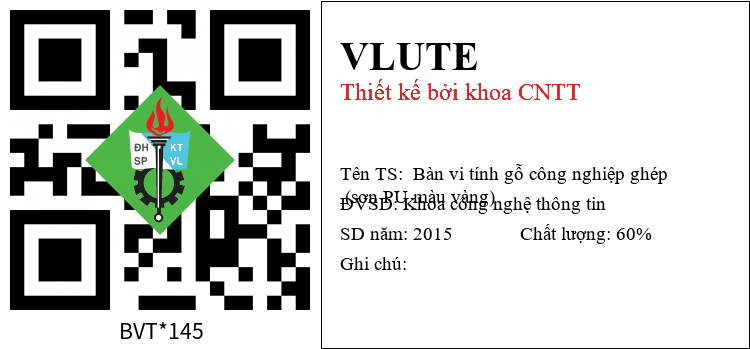 ĐH KT
SP VL
BVT*145
VLUTE
Thiết kế bởi khoa CNTT
Tên TS: Bàn vi tính gỗ công nghiệp ghép
(sơn PU màu vàng)
ĐVSD: Khoa công nghệ thông tin
SD năm: 2015 Chất lượng: 60%
Ghi chú: